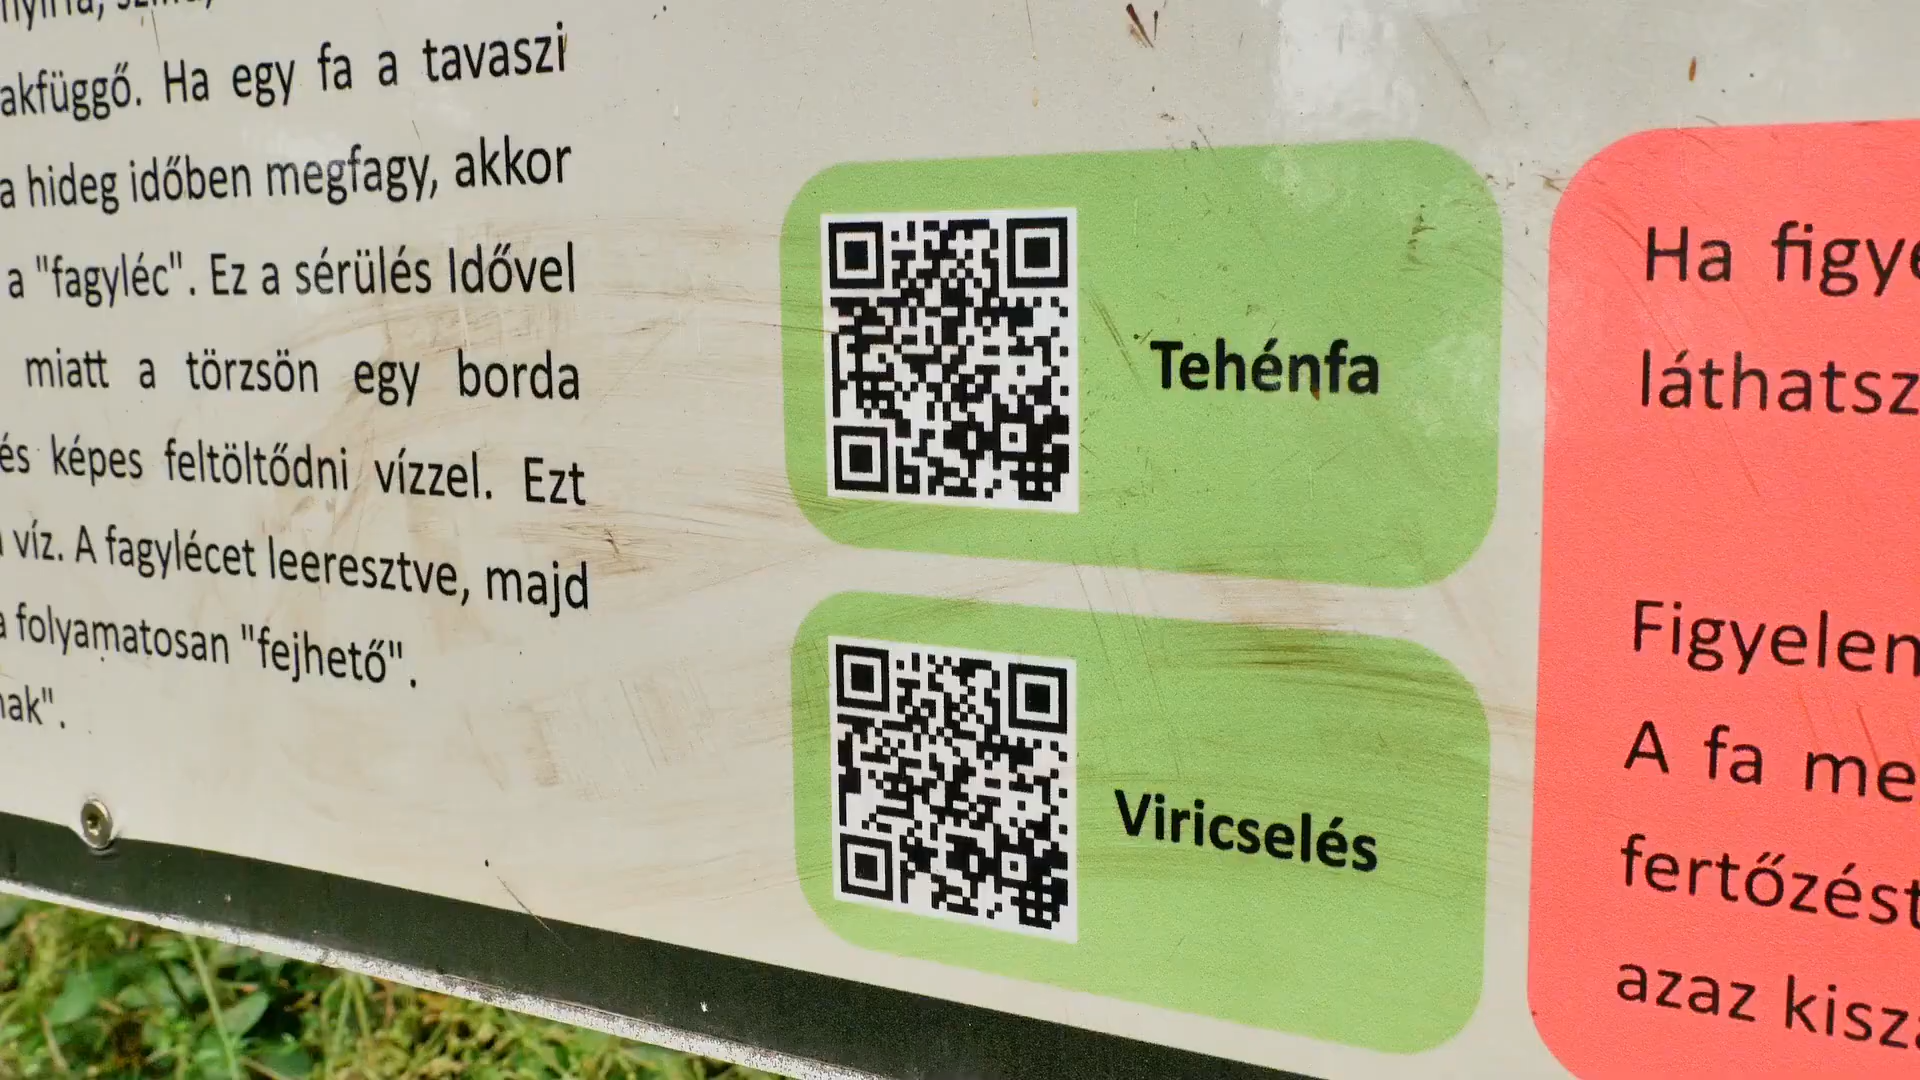 akfüggő. Ha egy fa a tavaszi
a hideg időben megfagy, akkor
a "fagyléc". Ez a sérülés Idővel
miatt a törzsön egy borda
és képes feltöltődni vízzel. Ezt
víz. A fagylécet leeresztve, majd
a folyamatosan "fejhető".
nak".
Tehénfa
Viricselés
Ha figye
láthatsz
Figyelen
A fa me
fertőzést
azaz kisz